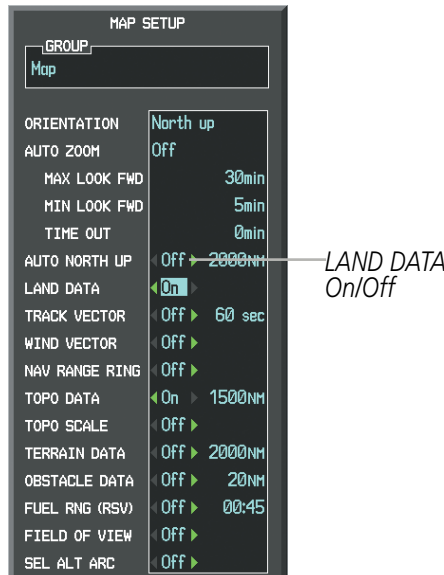 MAP SETUP
GROUP
Map
ORIENTATION North up
AUTO ZOOM Off
MAX LOOK FWD 30min
MIN LOOK FWD 5min
TIME OUT 0min
AUTO NORTH UP Off 2000NM
LAND DATA On
LAND DATA
On/Off
TRACK VECTOR Off 60 sec
WIND VECTOR Off
NAV RANGE RING Off
TOPO DATA On 1500NM
TOPO SCALE Off
TERRAIN DATA Off 2000NM
OBSTACLE DATA Off 20NM
FUEL RNG (RSV) Off 00:45
FIELD OF VIEW Off
SEL ALT ARC Off